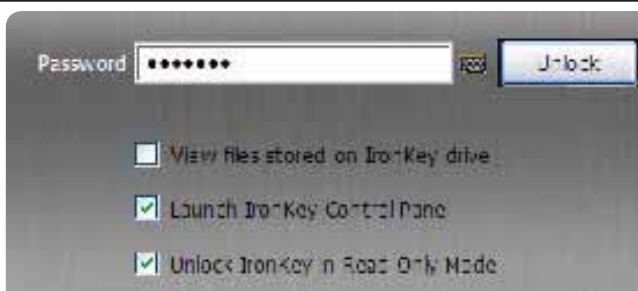 Password ••••••• Unlock
View files stored on IronKey drive
Launch IronKey Control Panel
Unlock IronKey in Read Only Mode